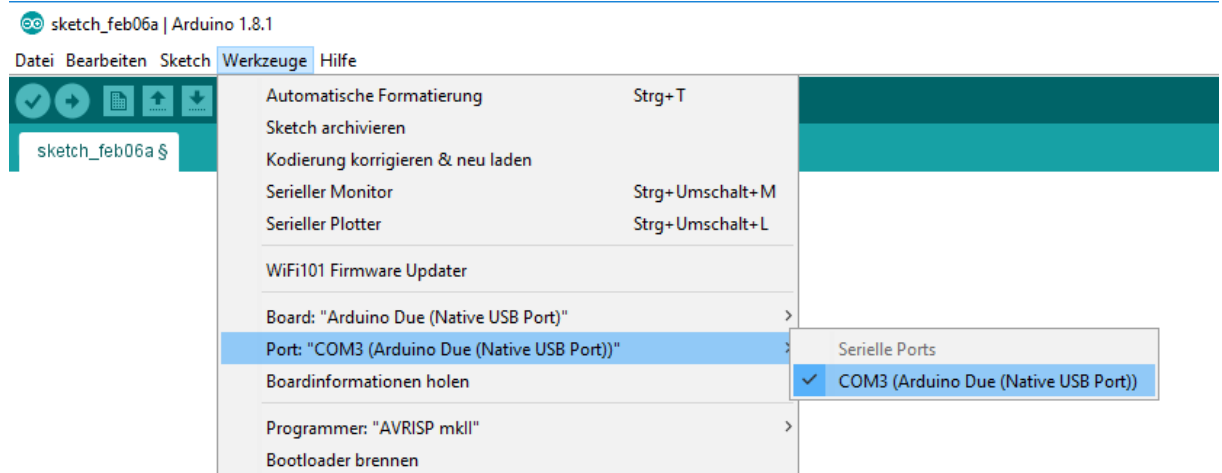 sketch_feb06a | Arduino 1.8.1
Datei Bearbeiten Sketch Werkzeuge Hilfe
sketch_feb06a §
Automatische Formatierung Strg+T
Sketch archivieren
Kodierung korrigieren & neu laden
Serieller Monitor Strg+Umschalt+M
Serieller Plotter Strg+Umschalt+L
WiFi101 Firmware Updater
Board: "Arduino Due (Native USB Port)"
Port: "COM3 (Arduino Due (Native USB Port))"
Serielle Ports
COM3 (Arduino Due (Native USB Port))
Boardinformationen holen
Programmer: "AVRISP mkII"
Bootloader brennen